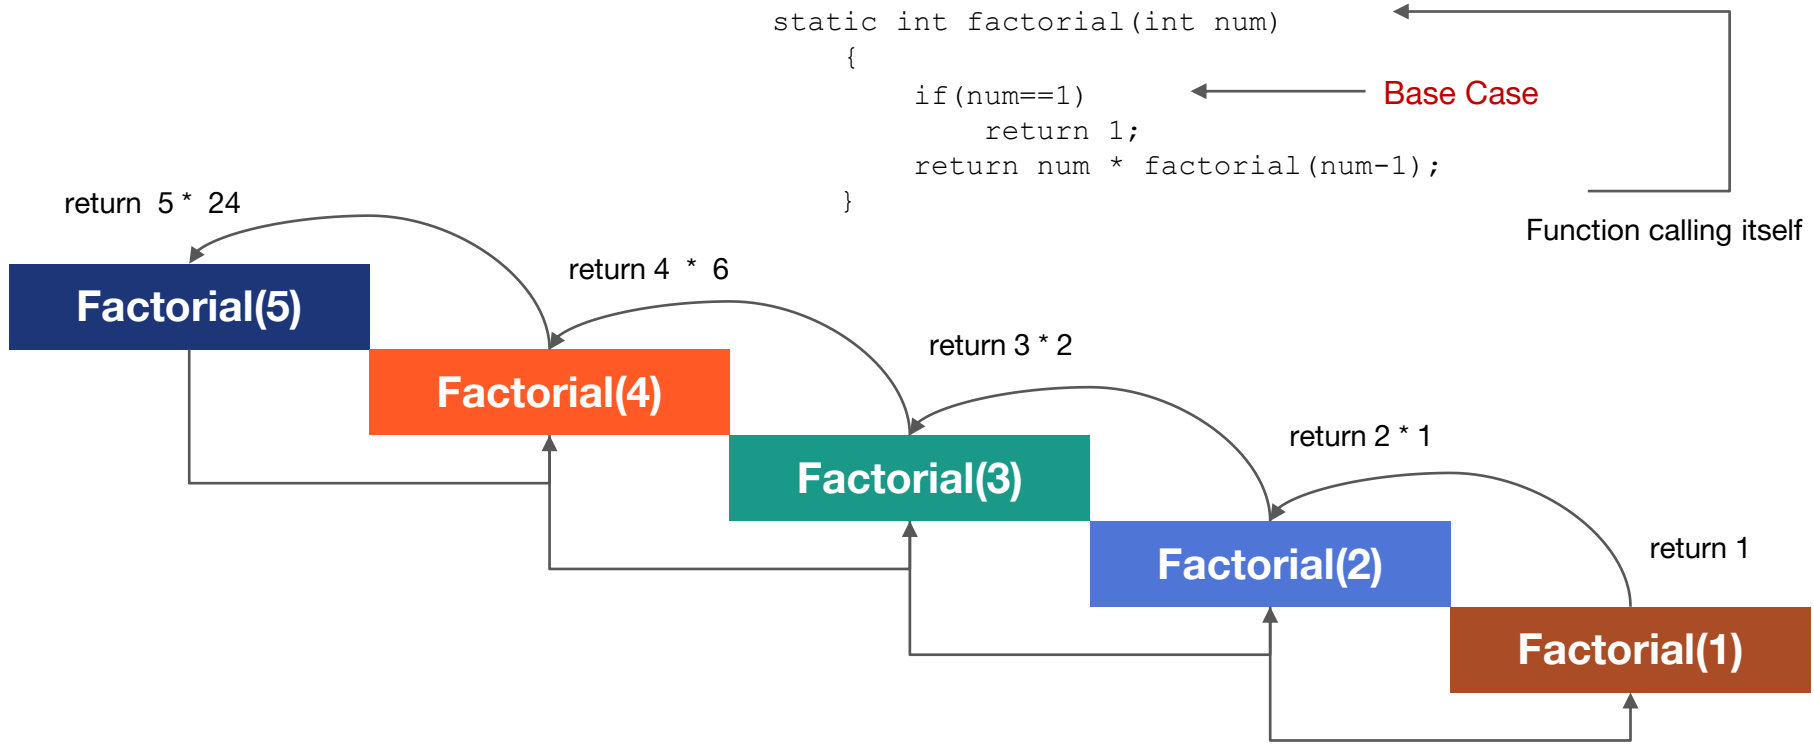 static int factorial(int num)
{
if(num==1)
Base Case
return 1;
return num * factorial(num-1);
}
Function calling itself
return 5 * 24
Factorial(5)
return 4 * 6
Factorial(4)
return 3 * 2
Factorial(3)
return 2 * 1
Factorial(2)
return 1
Factorial(1)